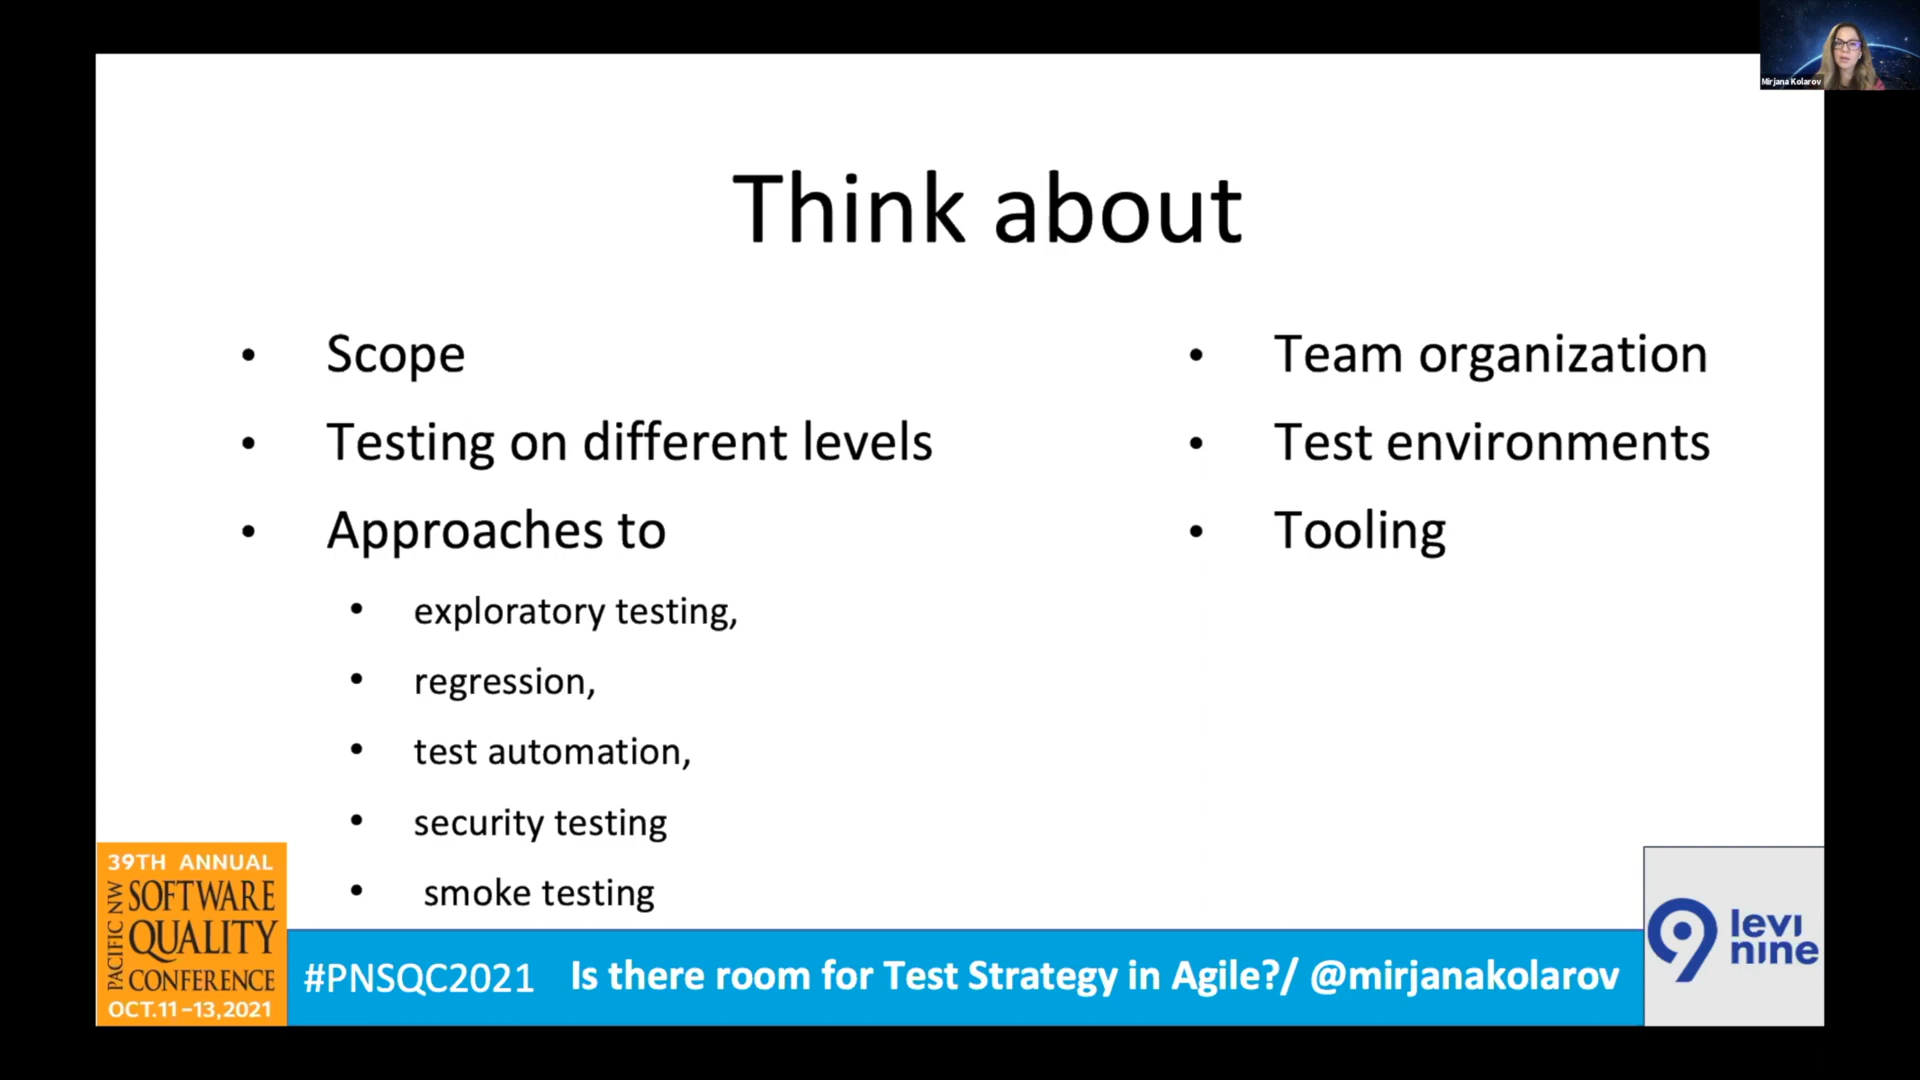 Mirjana Kolarov
Think about
• Scope
• Testing on different levels
• Approaches to
• exploratory testing,
• regression,
• test automation,
• security testing
• smoke testing
• Team organization
• Test environments
• Tooling
39TH ANNUAL
PACIFIC NW
SOFTWARE
QUALITY
CONFERENCE
OCT.11–13,2021
#PNSQC2021 Is there room for Test Strategy in Agile?/ @mirjanakolarov
9 levi
nine